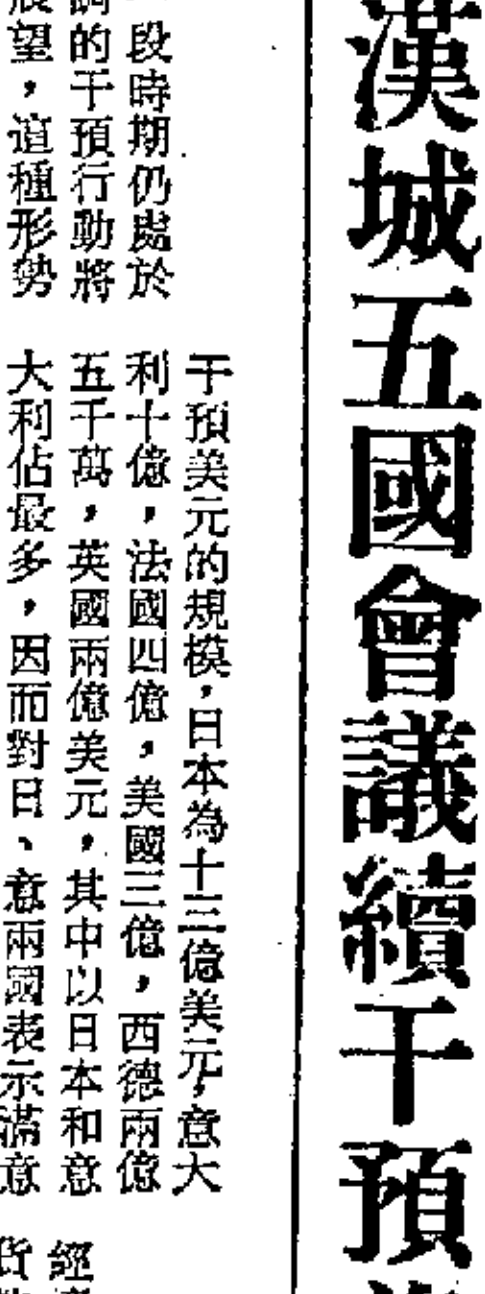 漢城五國會議續干預
段時期仍處於
的干預行動將
望，這種形勢
干預美元的規模，日本為十三億美元，意大
利十億，法國四億，美國三億，西德兩億
五千萬，英國兩億美元，其中以日本和意
大利佔最多，因而對日、意兩國表示滿意
經
貨